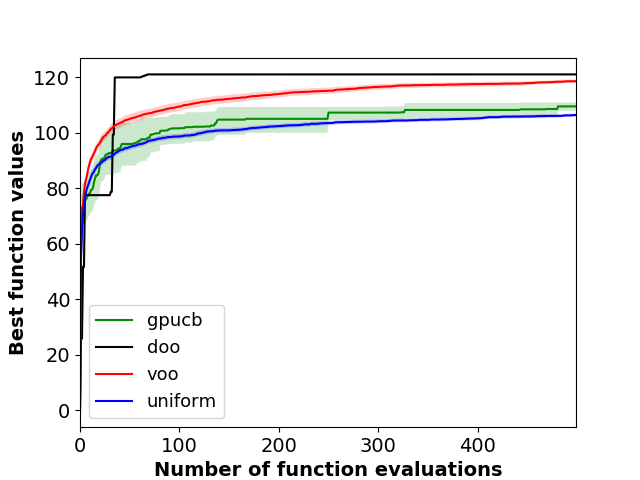 120
100
80
60
40
20
0
Best function values
gpucb
doo
voo
uniform
0 100 200 300 400
Number of function evaluations